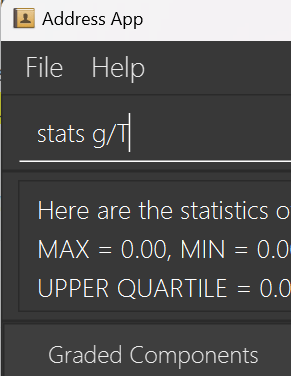 Address App
File Help
stats g/T
Here are the statistics o
MAX = 0.00, MIN = 0.0
UPPER QUARTILE = 0.0
Graded Components